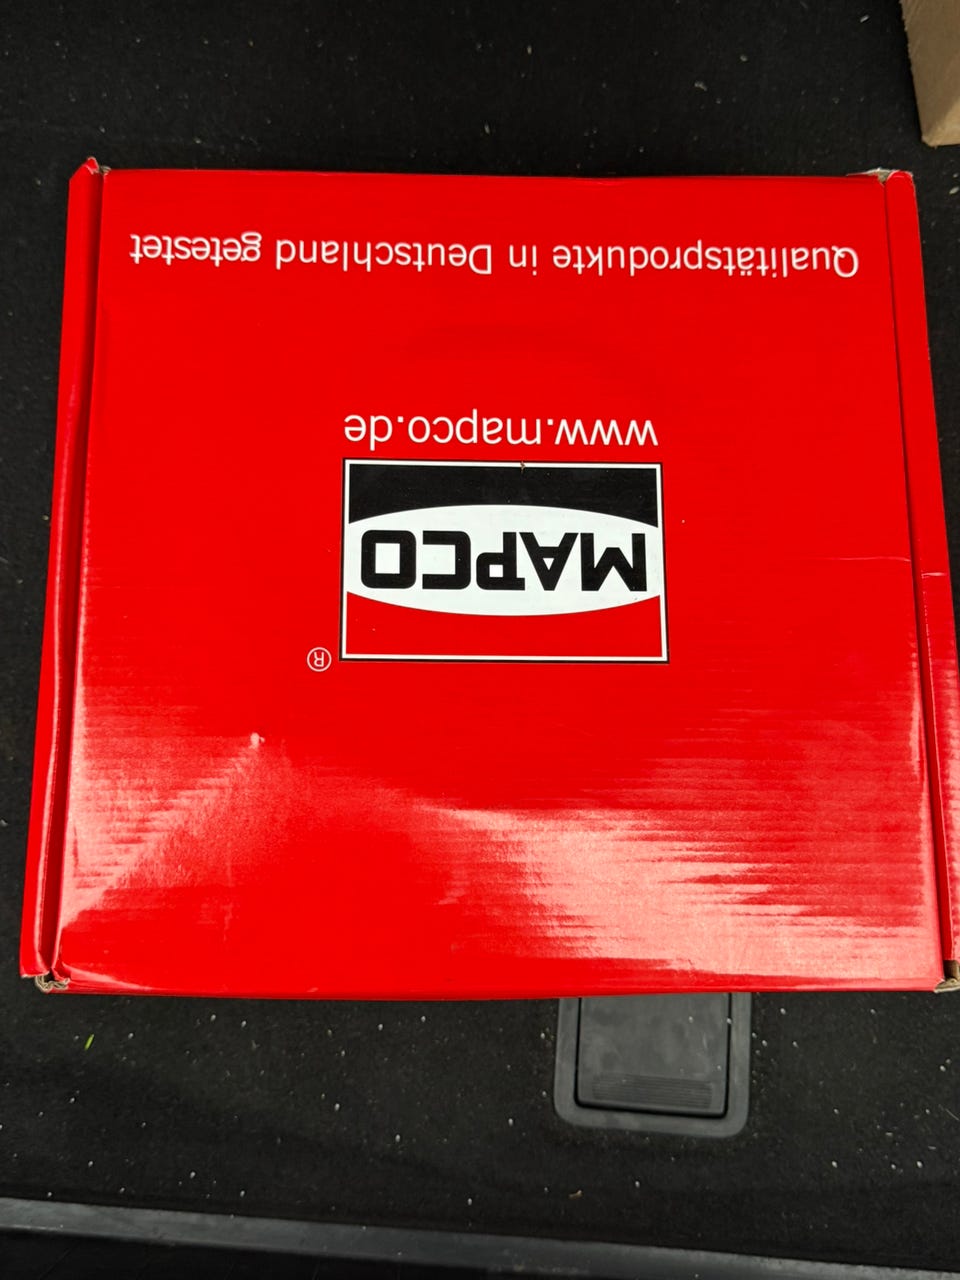 MAPCO ®
www.mapco.de
Qualitätsprodukte in Deutschland getestet